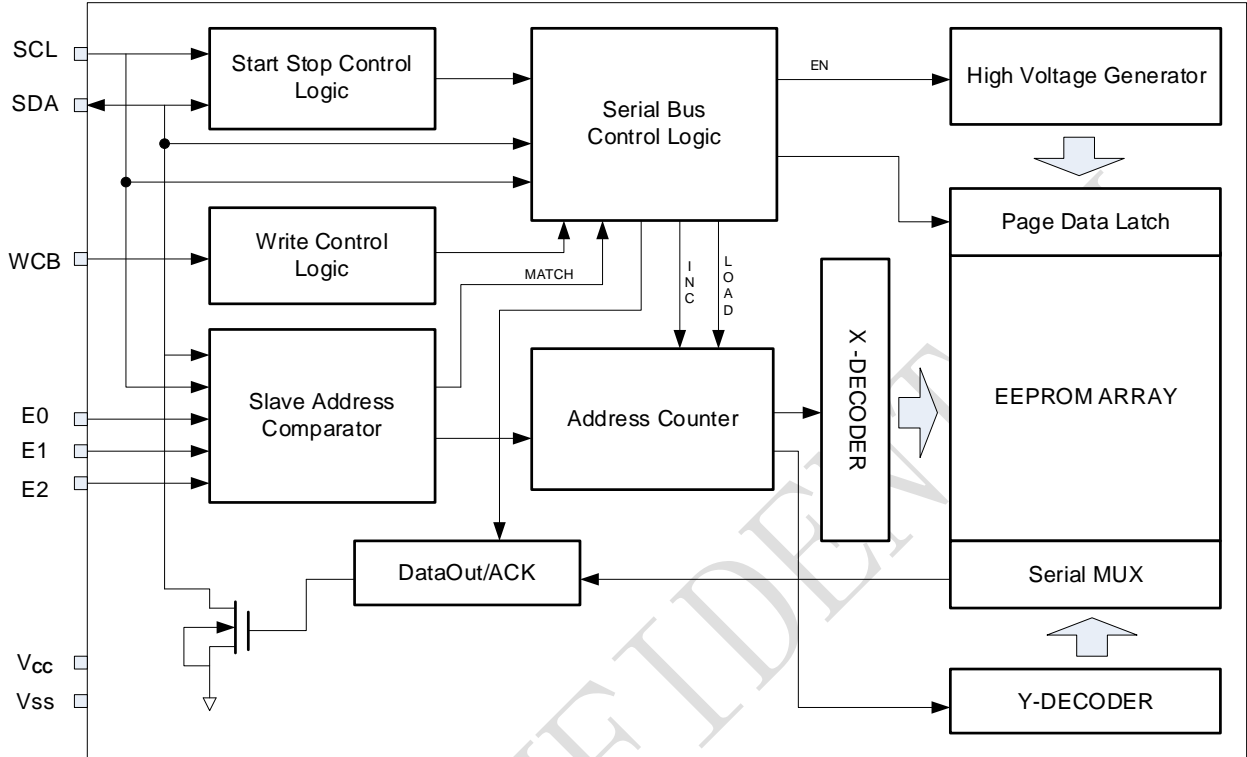 SCL
SDA
WCB
E0
E1
E2
Vcc
Vss
Start Stop Control
Logic
Write Control
Logic
Slave Address
Comparator
MATCH
Serial Bus
Control Logic
EN
INC
LOAD
Address Counter
DataOut/ACK
X-DECODER
High Voltage Generator
Page Data Latch
EEPROM ARRAY
Serial MUX
Y-DECODER